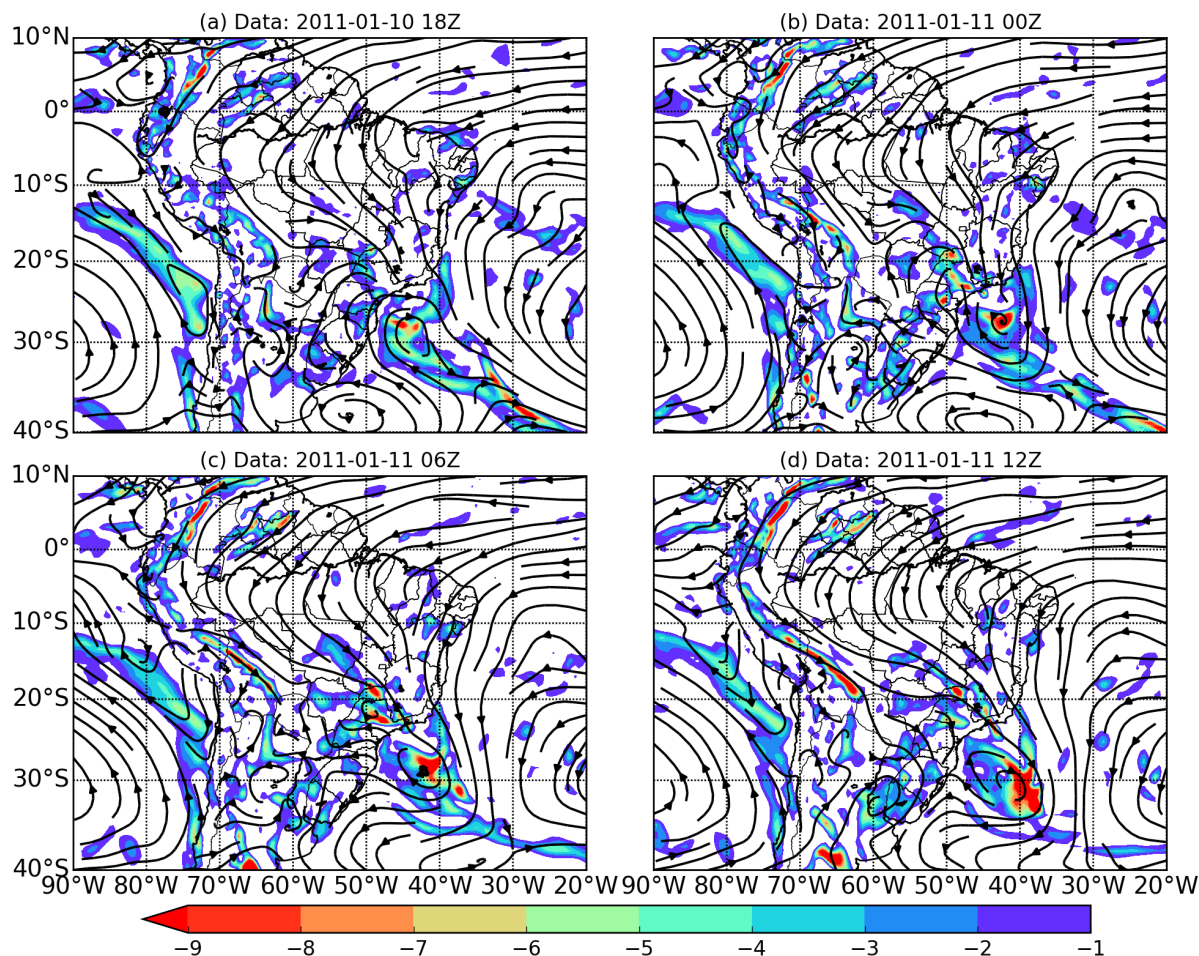 (a) Data: 2011-01-10 18Z
(b) Data: 2011-01-11 00Z
10°N
0°
10°S
20°S
30°S
40°S
(c) Data: 2011-01-11 06Z
(d) Data: 2011-01-11 12Z
10°N
0°
10°S
20°S
30°S
40°S
90°W 80°W 70°W 60°W 50°W 40°W 30°W 20°W 90°W 80°W 70°W 60°W 50°W 40°W 30°W 20°W
−9 −8 −7 −6 −5 −4 −3 −2 −1